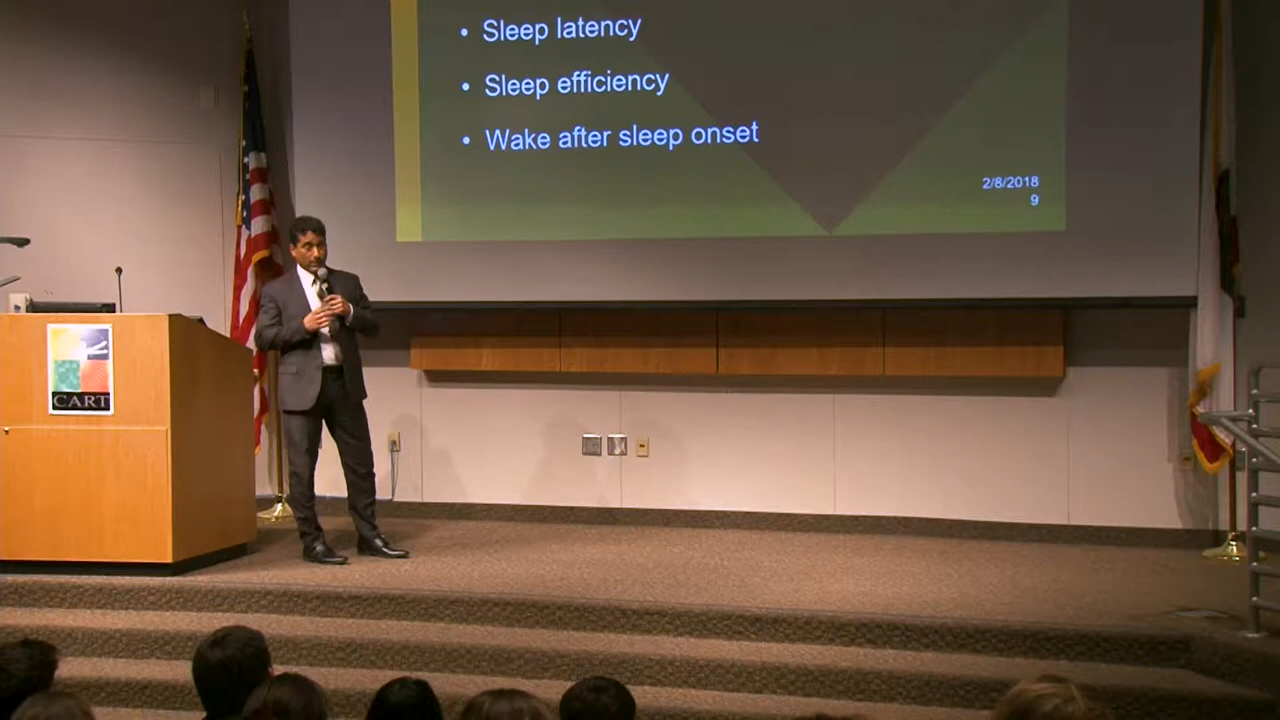 • Sleep latency
• Sleep efficiency
• Wake after sleep onset
2/8/2018
9
CART